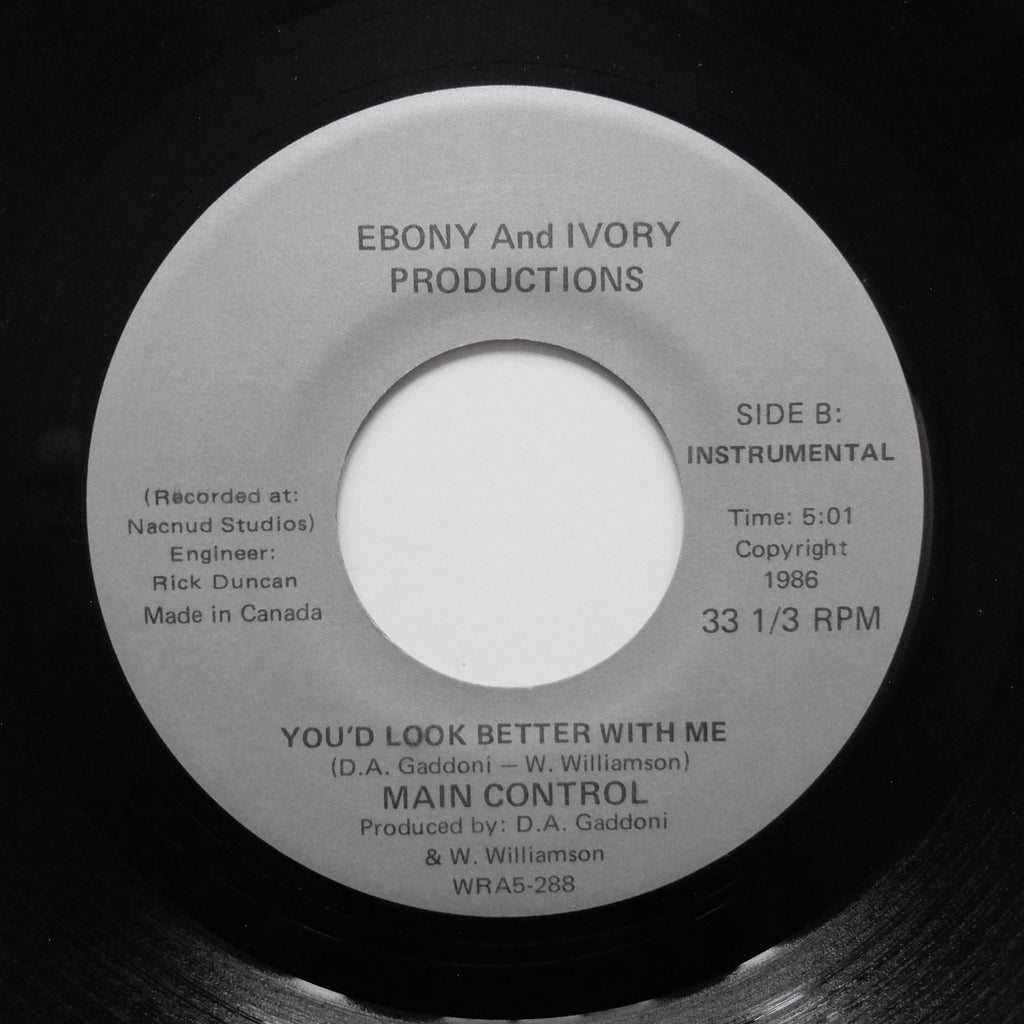 EBONY And IVORY
PRODUCTIONS
SIDE B:
INSTRUMENTAL
(Recorded at:
Nacnud Studios)
Engineer:
Rick Duncan
Made in Canada
Time: 5:01
Copyright
1986
33 1/3 RPM
YOU'D LOOK BETTER WITH ME
(D.A. Gaddoni — W. Williamson)
MAIN CONTROL
Produced by: D.A. Gaddoni
& W. Williamson
WRA5-288